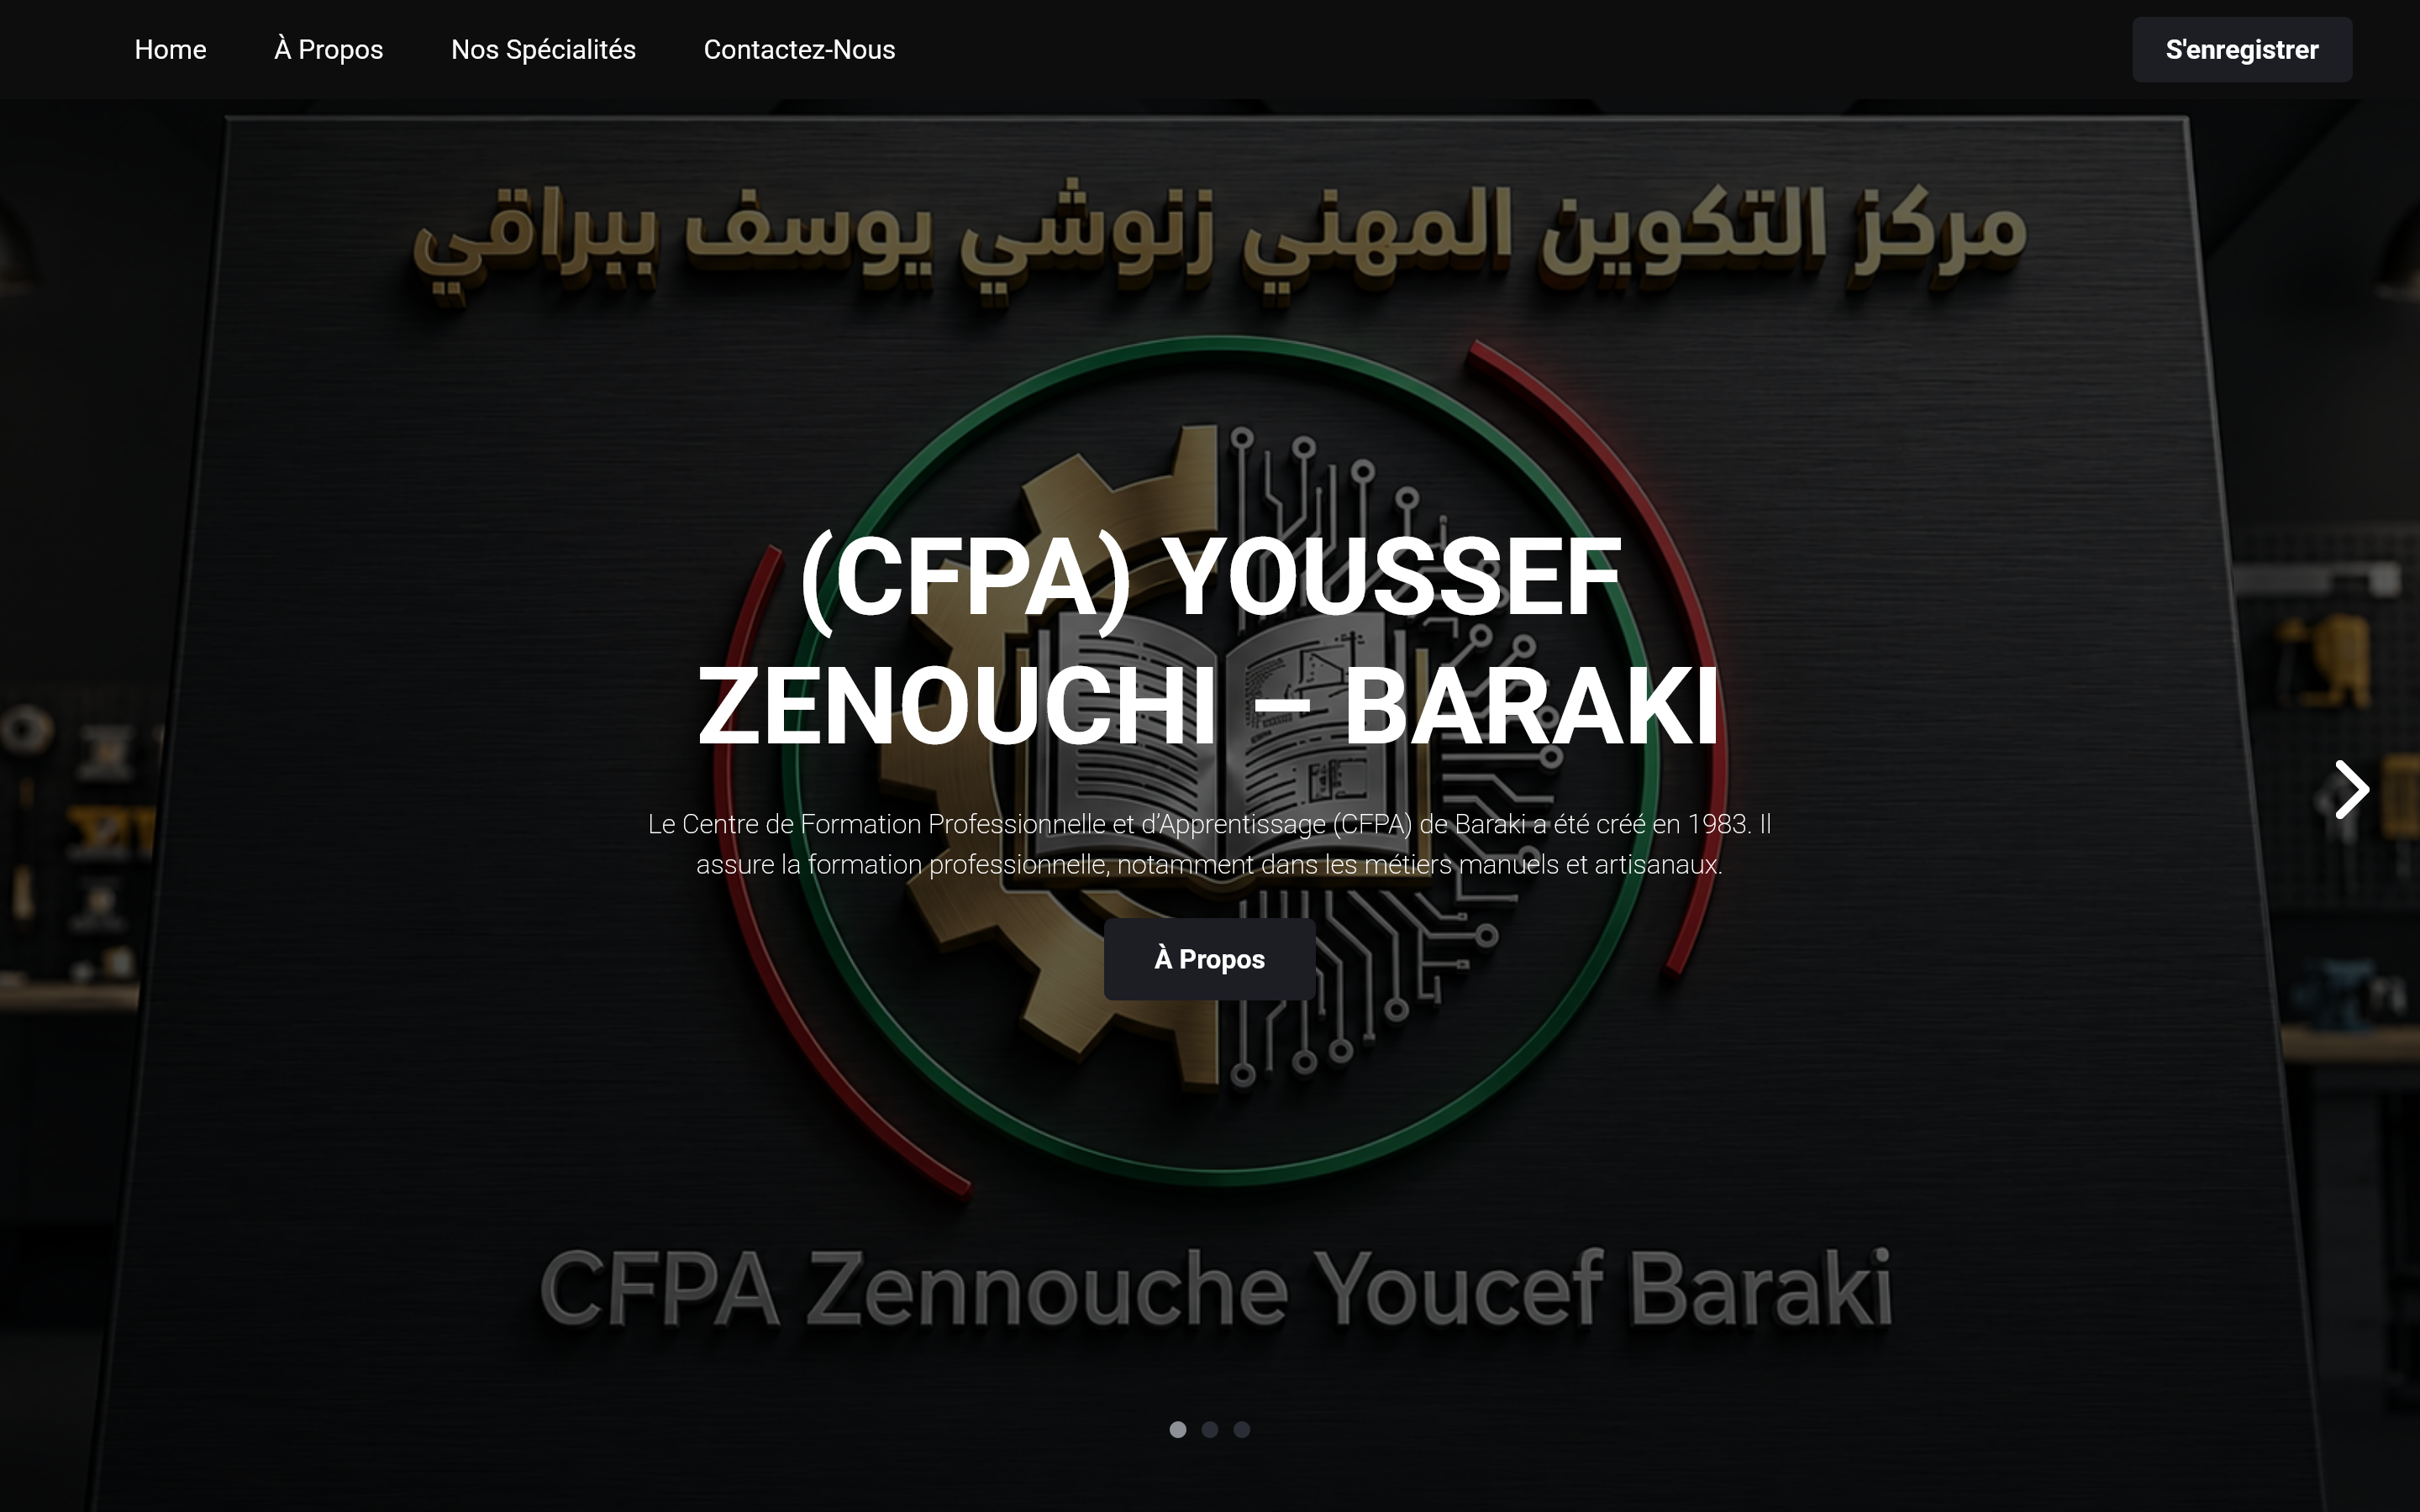 Home
À Propos
Nos Spécialités
Contactez-Nous
S'enregistrer
مركز التكوين المهني زنوشي يوسف ببراقي
(CFPA) YOUSSEF
ZENOUCHI – BARAKI
Le Centre de Formation Professionnelle et d’Apprentissage (CFPA) de Baraki a été créé en 1983. Il
assure la formation professionnelle, notamment dans les métiers manuels et artisanaux.
À Propos
CFPA Zennouche Youcef Baraki